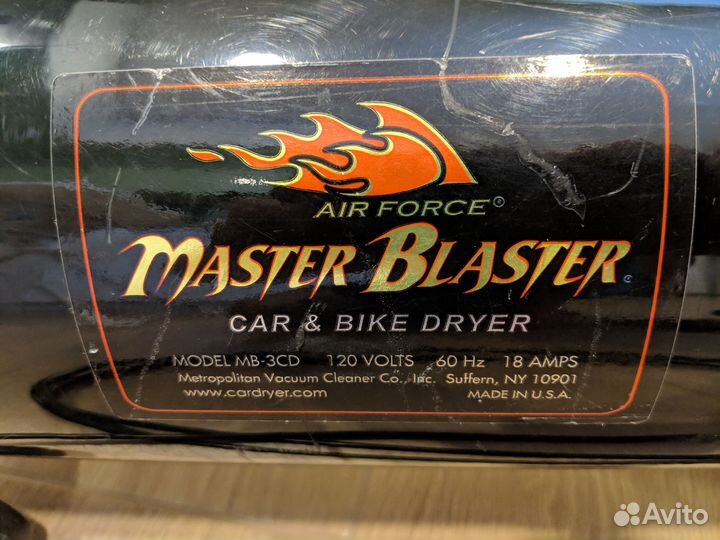 AIR FORCE®
MASTER BLASTER®
CAR & BIKE DRYER
MODEL MB-3CD 120 VOLTS 60 Hz 18 AMPS
Metropolitan Vacuum Cleaner Co., Inc. Suffern, NY 10901
www.cardryer.com MADE IN U.S.A.
Avito